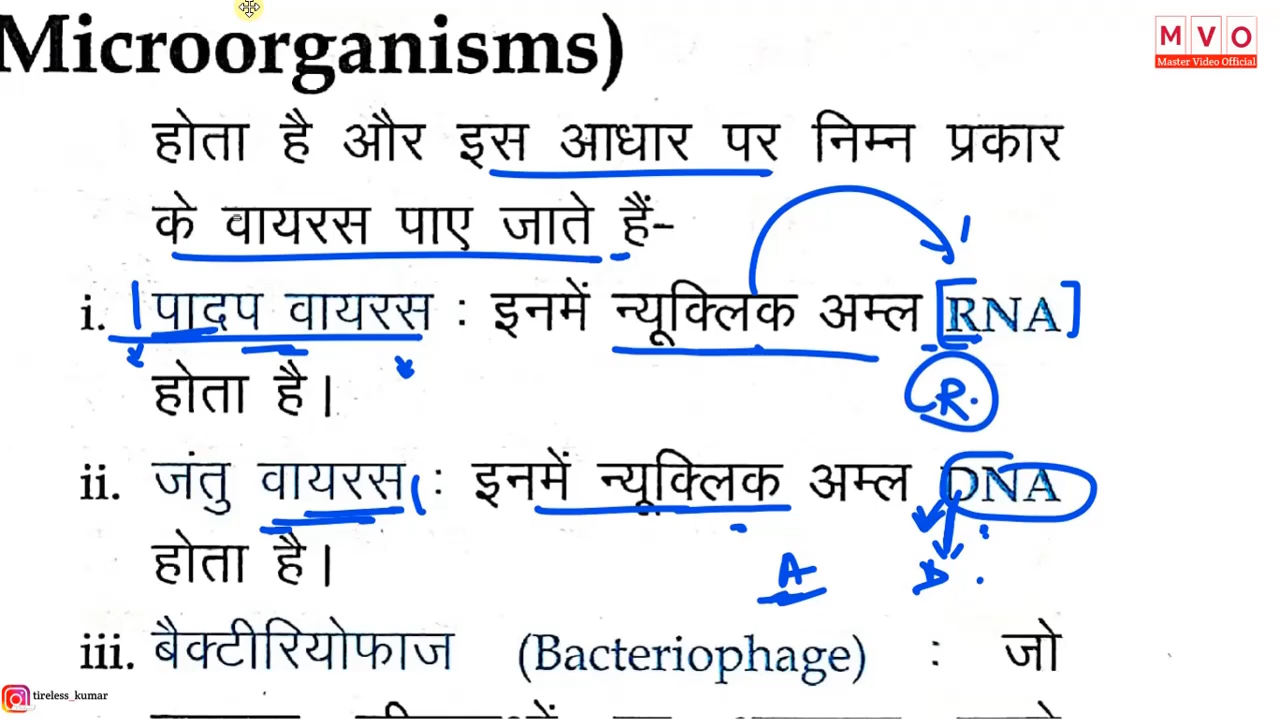 Microorganisms)
M V O
Master Video Official
होता है और इस आधार पर निम्न प्रकार
के वायरस पाए जाते हैं-
i. पादप वायरस : इनमें न्यूक्लिक अम्ल [RNA]
होता है।
R.
ii. जंतु वायरस : इनमें न्यूक्लिक अम्ल DNA
होता है।
A D.
iii. बैक्टीरियोफाज (Bacteriophage) : जो
tireless_kumar